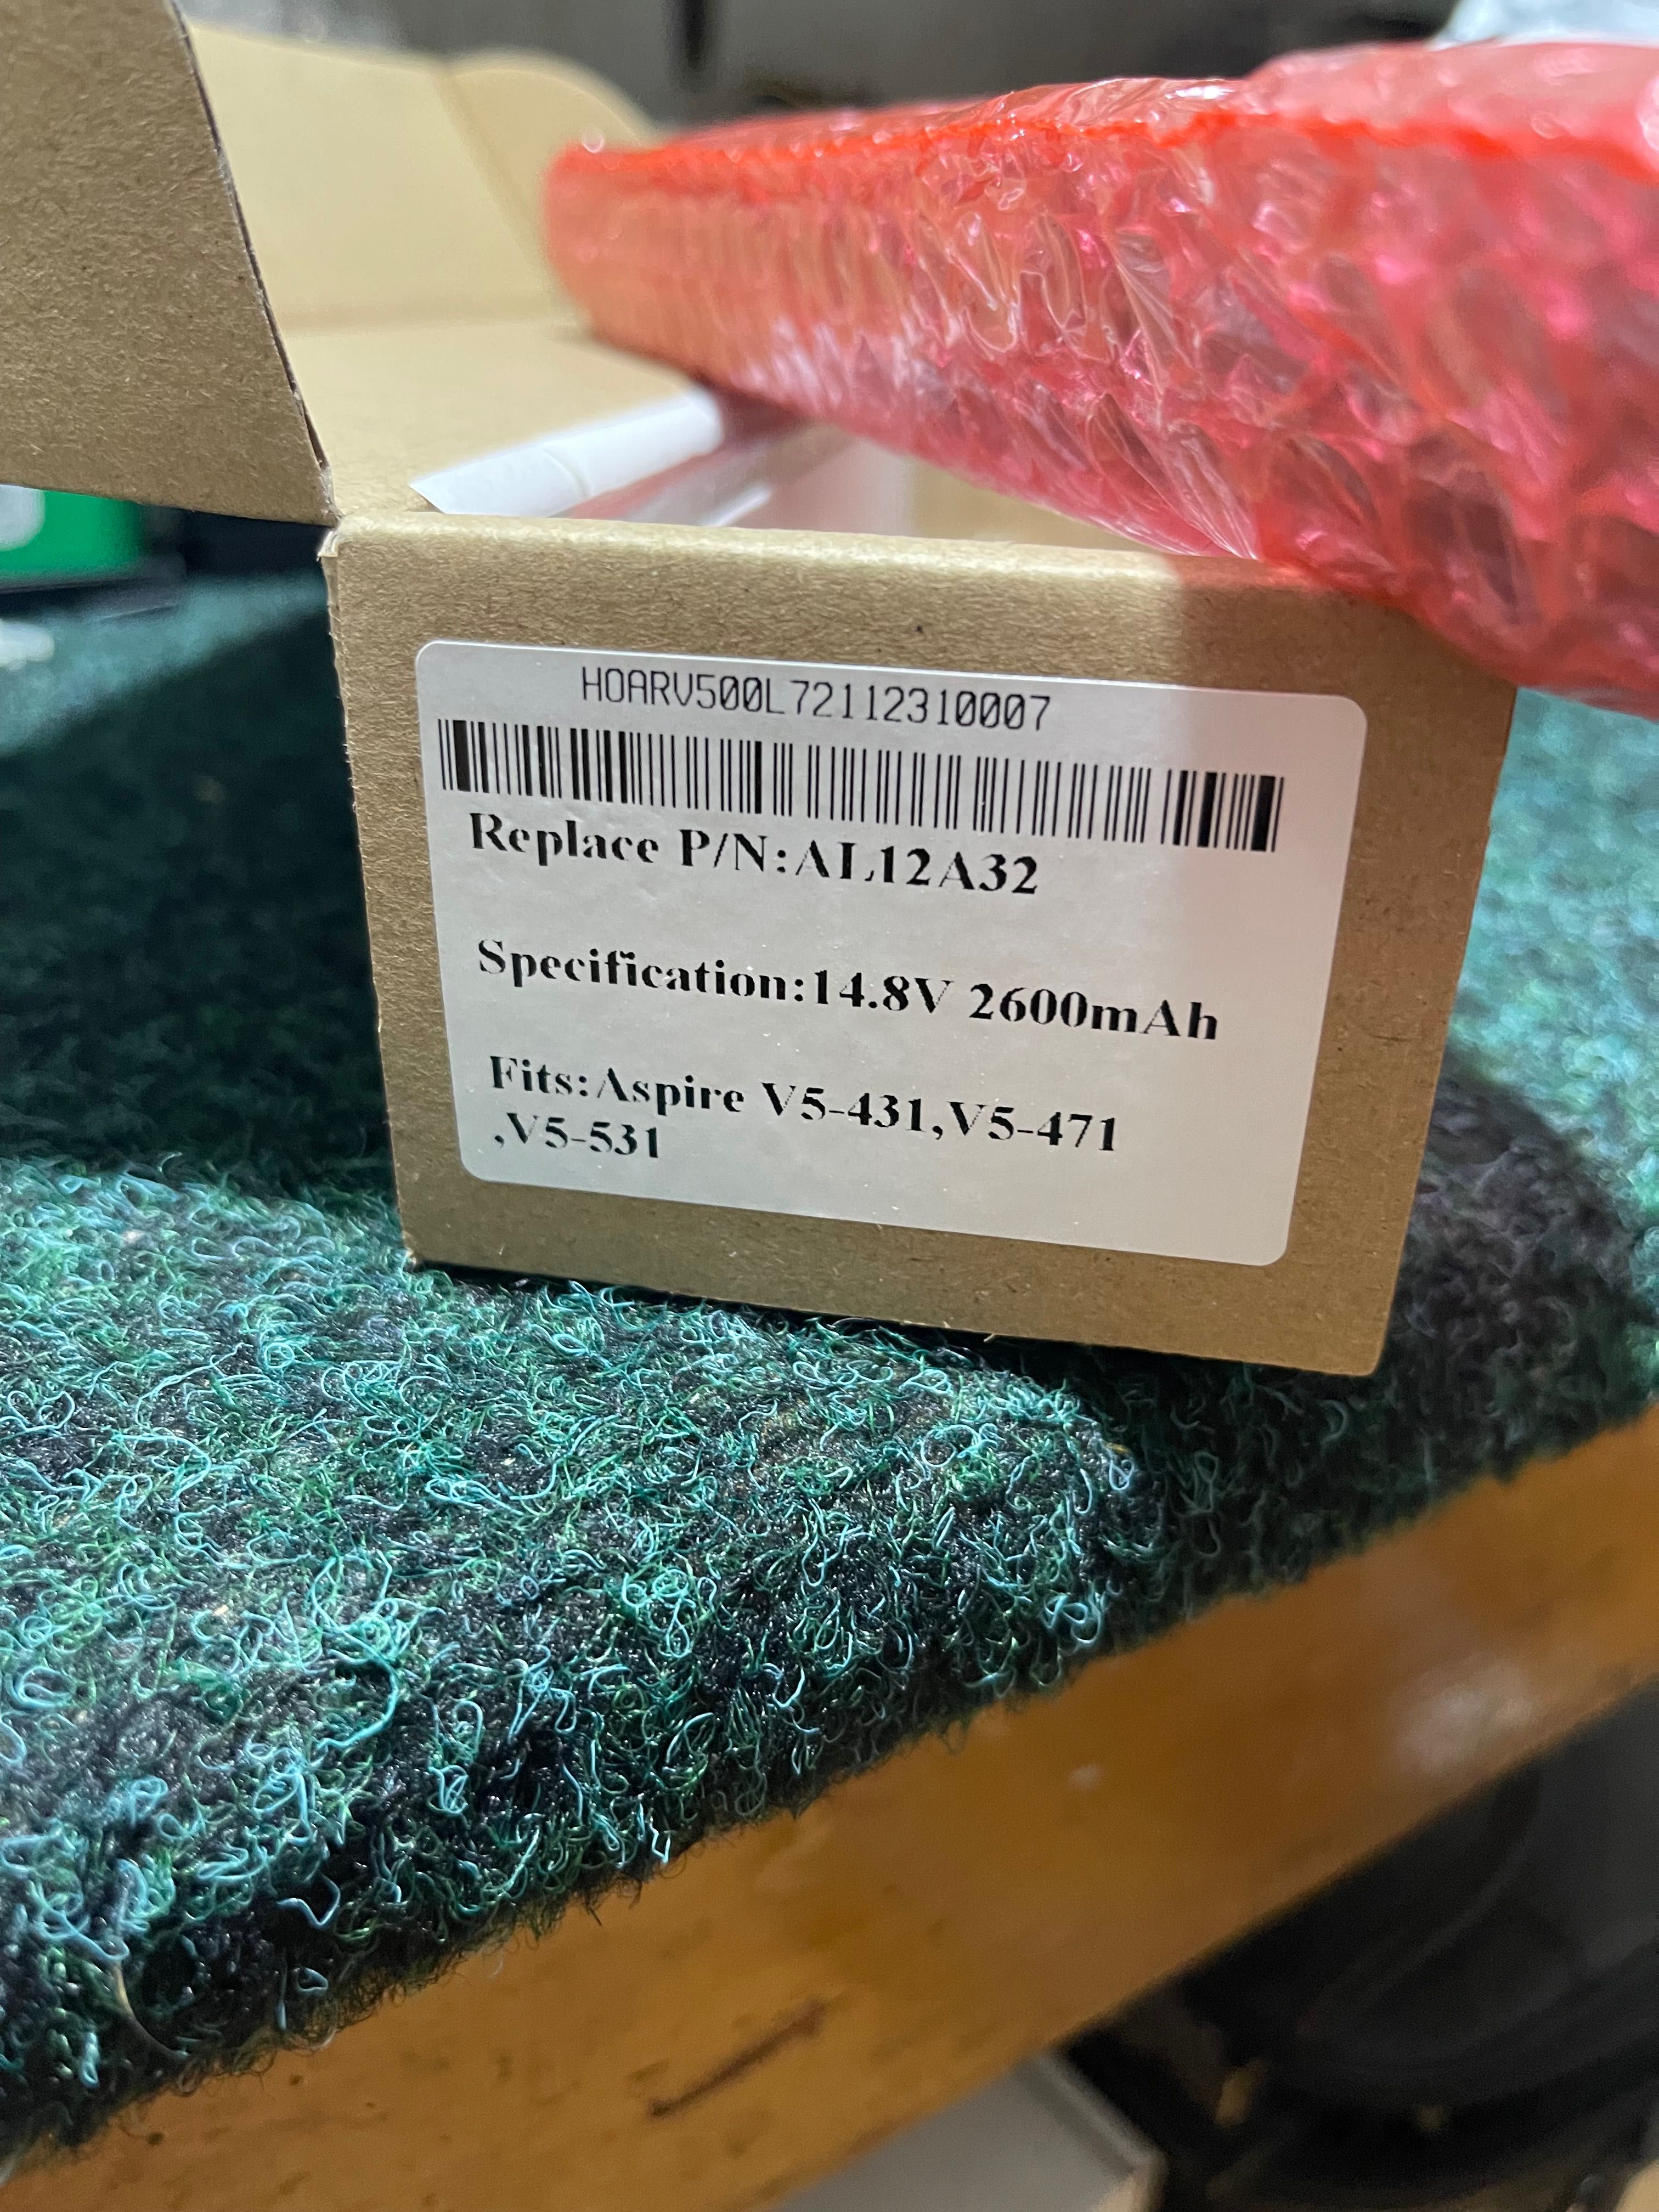 HOARV500L72112310007
Replace P/N:AL12A32
Specification:14.8V 2600mAh
Fits:Aspire V5-431,V5-471
,V5-531